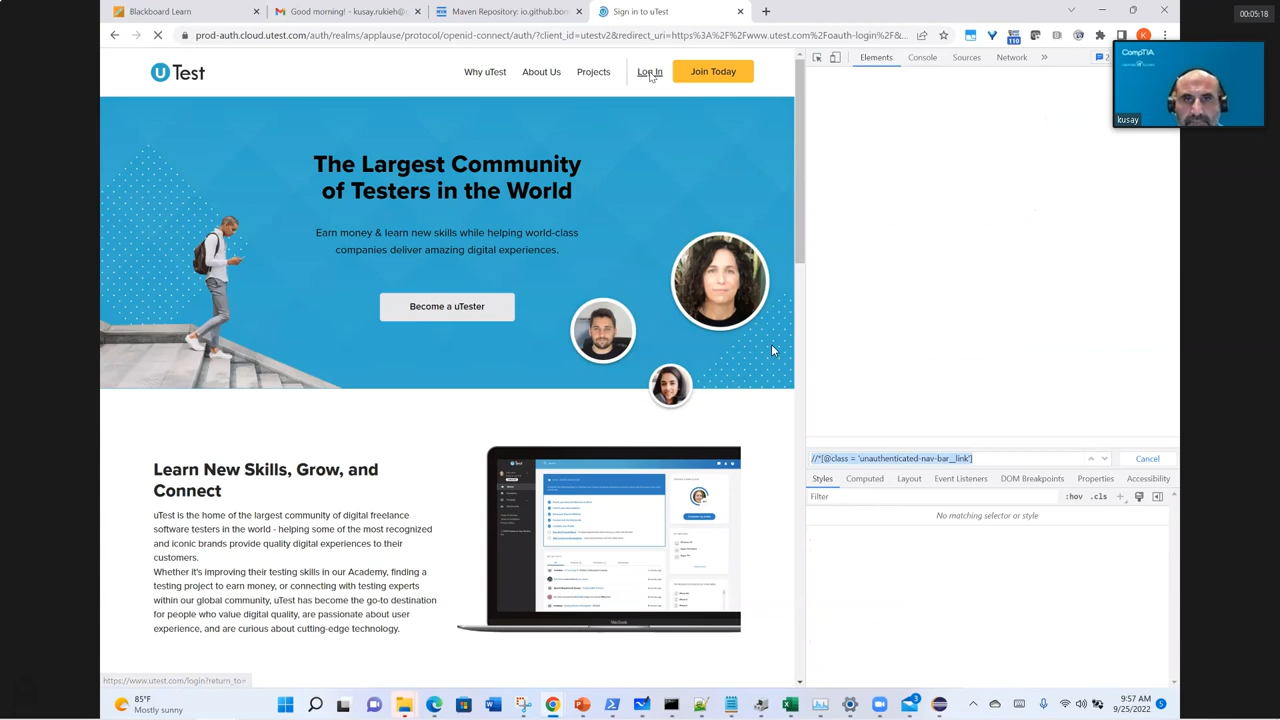 00:05:18
Blackboard Learn
Good morning! - kusay.rukieh@
Maven Repository: io.github.bom
Sign in to uTest
prod-auth.cloud.utest.com/auth/realms/applause/protocol/openid-connect/auth/?client_id=utestv2&redirect_uri=https%3A%2F%2Fwww.utest.com%2Foauth-login%2F&...
110
K
uTest
Why uTest
About Us
Projects
Log In
Join Today
Elements
Console
Sources
Network
»
2
CompTIA
kusay
The Largest Community
of Testers in the World
Earn money & learn new skills while helping world-class
companies deliver amazing digital experiences.
Become a uTester
//*[@class = 'unauthenticated-nav-bar__link']
Cancel
Styles
Computed
Layout
Event Listeners
DOM Breakpoints
Properties
Accessibility
Filter
:hov
.cls
No matching selector or style
Learn New Skills, Grow, and
Connect
uTest is the home of the largest community of digital freelance
software testers in the world - helping some of the most recognized
and iconic brands provide quality digital experiences to their
customers.
Whether it's improving their testing skills in our Academy, finding a
testing project to earn money, or connecting with testing experts
within our global community, uTest has become the go-to destination
for people who value digital quality, are passionate about user
experience, and are curious about cutting-edge technology.
https://www.utest.com/login?return_to=
85°F
Mostly sunny
3
9:57 AM
9/25/2022
5